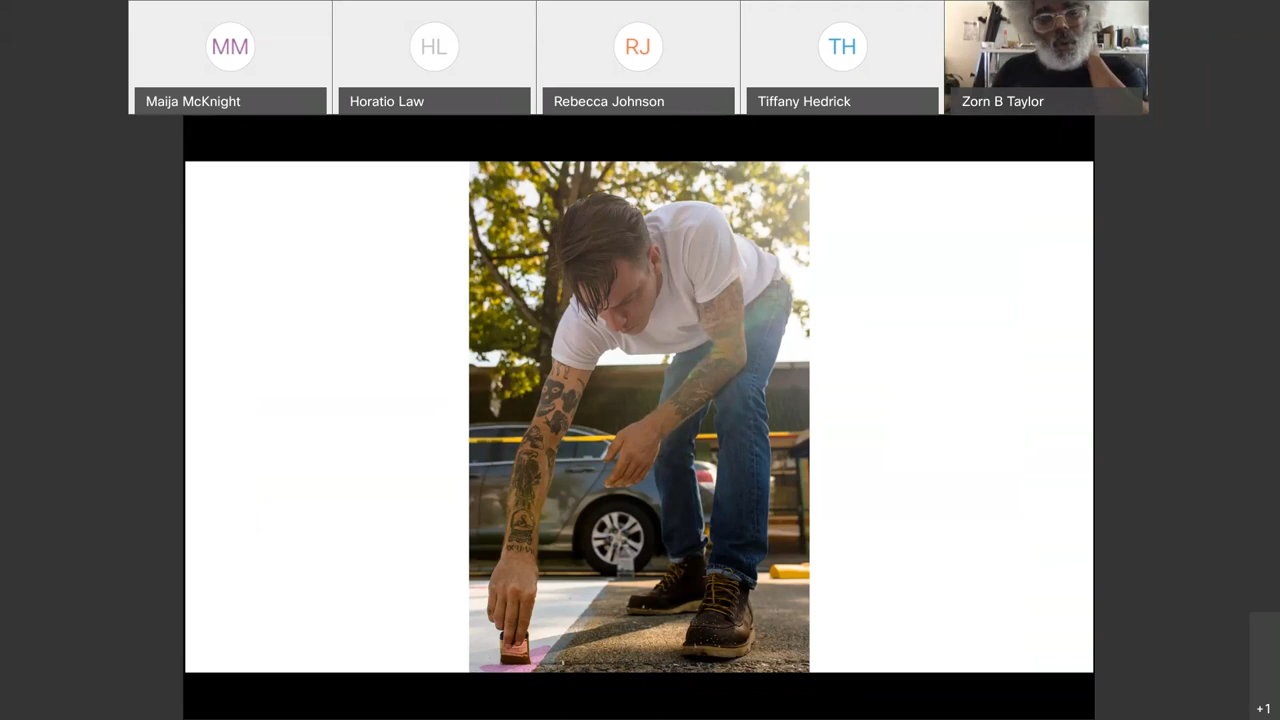 MM
HL
RJ
TH
Maija McKnight
Horatio Law
Rebecca Johnson
Tiffany Hedrick
Zorn B Taylor
+1